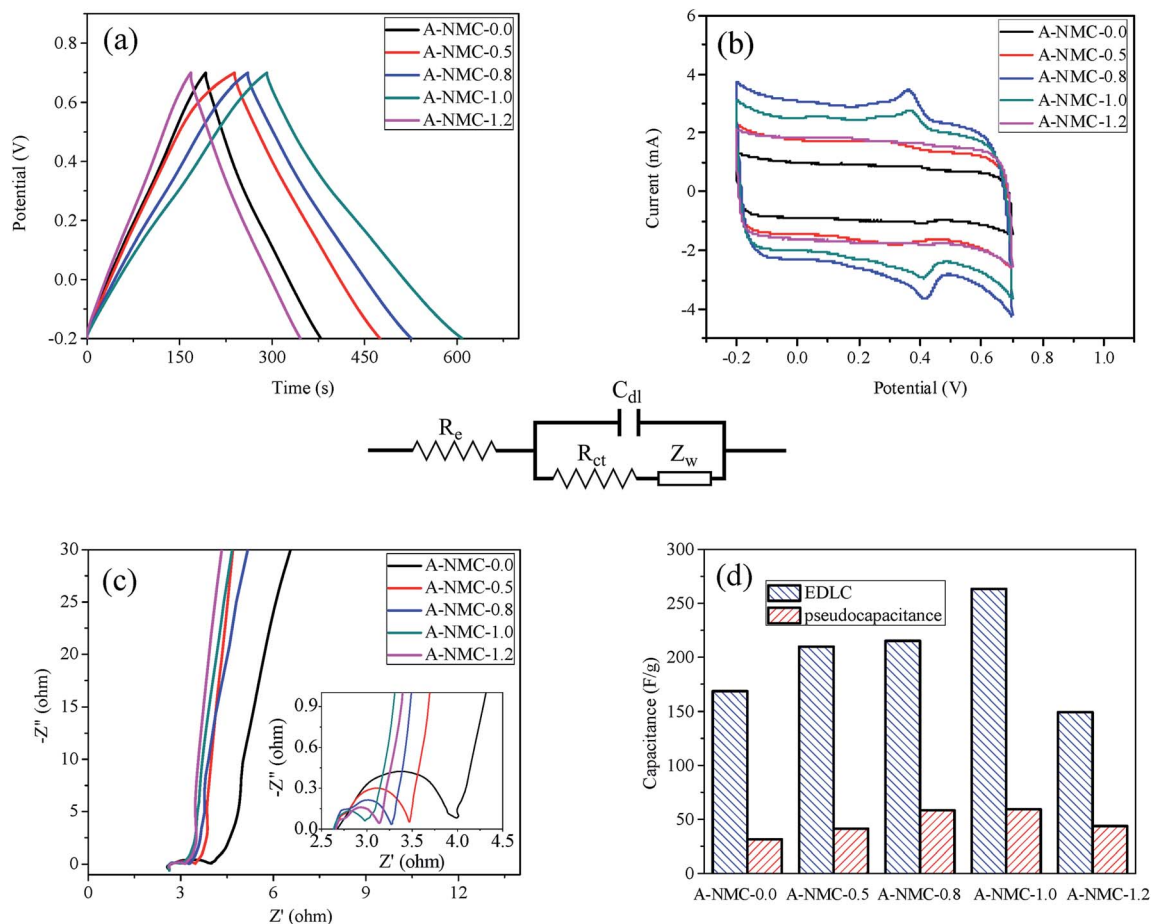 (a)
A-NMC-0.0
A-NMC-0.5
A-NMC-0.8
A-NMC-1.0
A-NMC-1.2
0.8
0.6
0.4
0.2
0.0
-0.2
Potential (V)
0 150 300 450 600
Time (s)
(b)
A-NMC-0.0
A-NMC-0.5
A-NMC-0.8
A-NMC-1.0
A-NMC-1.2
6
4
2
0
-2
-4
Current (mA)
-0.2 0.0 0.2 0.4 0.6 0.8 1.0
Potential (V)
C_dl
R_e
R_ct
Z_w
(c)
A-NMC-0.0
A-NMC-0.5
A-NMC-0.8
A-NMC-1.0
A-NMC-1.2
30
25
20
15
10
5
0
-Z" (ohm)
0 3 6 9 12
Z' (ohm)
0.9
0.6
0.3
0.0
-Z" (ohm)
2.5 3.0 3.5 4.0 4.5
Z' (ohm)
(d)
EDLC
pseudocapacitance
300
250
200
150
100
50
0
Capacitance (F/g)
A-NMC-0.0 A-NMC-0.5 A-NMC-0.8 A-NMC-1.0 A-NMC-1.2